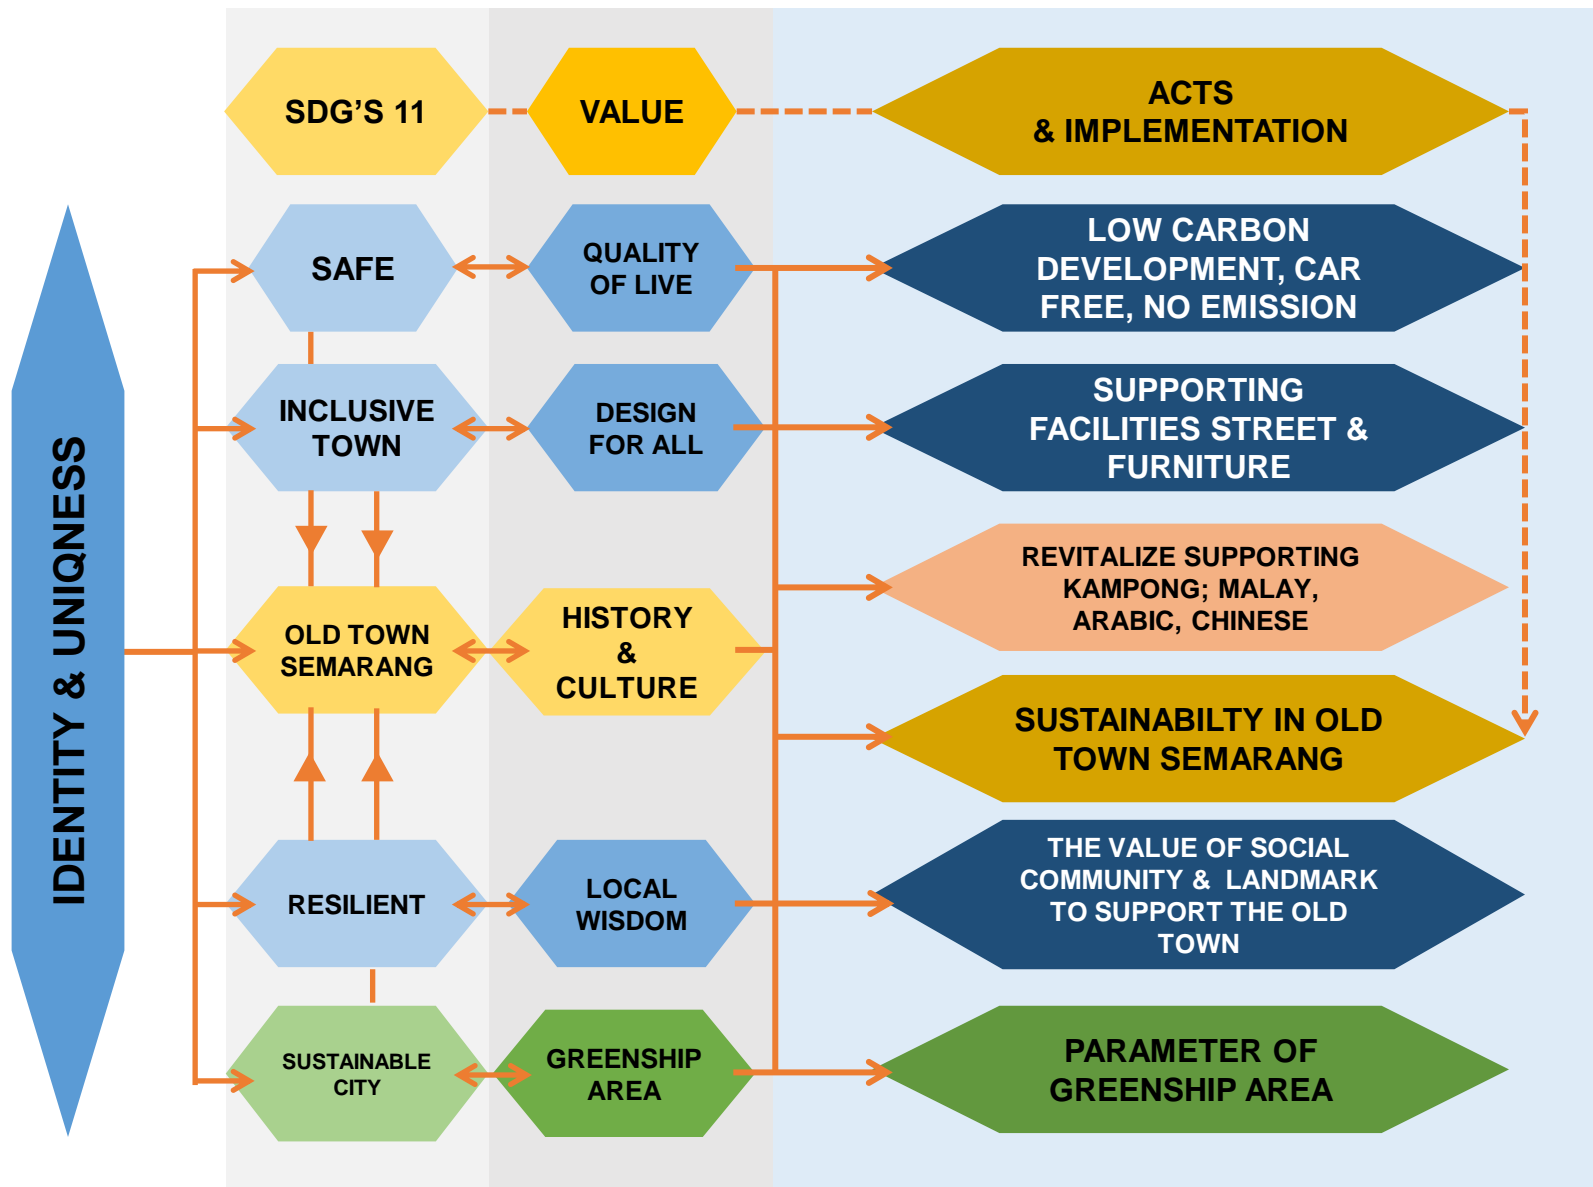 SDG'S 11
VALUE
ACTS
& IMPLEMENTATION
IDENTITY & UNIQNESS
SAFE
QUALITY
OF LIVE
LOW CARBON
DEVELOPMENT, CAR
FREE, NO EMISSION
INCLUSIVE
TOWN
DESIGN
FOR ALL
SUPPORTING
FACILITIES STREET &
FURNITURE
REVITALIZE SUPPORTING
KAMPONG; MALAY,
ARABIC, CHINESE
OLD TOWN
SEMARANG
HISTORY
&
CULTURE
SUSTAINABILTY IN OLD
TOWN SEMARANG
RESILIENT
LOCAL
WISDOM
THE VALUE OF SOCIAL
COMMUNITY & LANDMARK
TO SUPPORT THE OLD
TOWN
SUSTAINABLE
CITY
GREENSHIP
AREA
PARAMETER OF
GREENSHIP AREA